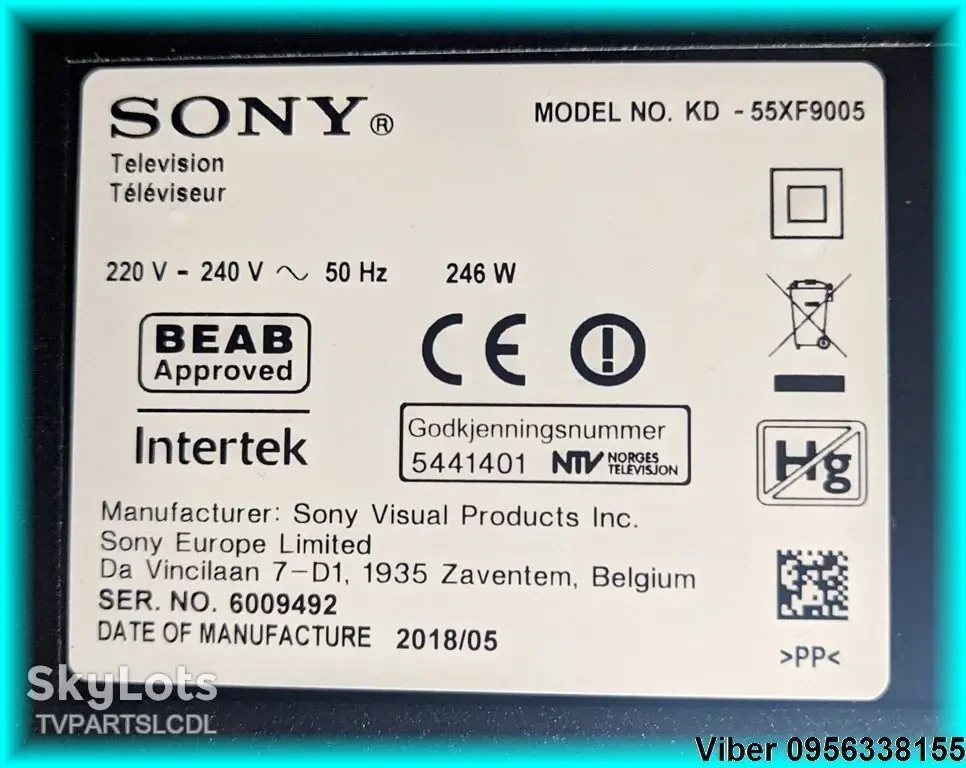 SONY®
MODEL NO. KD - 55XF9005
Television
Téléviseur
220 V - 240 V ~ 50 Hz 246 W
BEAB
Approved
CE
Intertek
Godkjenningsnummer
5441401 NTV NORGES
TELEVISJON
Hg
Manufacturer: Sony Visual Products Inc.
Sony Europe Limited
Da Vincilaan 7-D1, 1935 Zaventem, Belgium
SER. NO. 6009492
DATE OF MANUFACTURE 2018/05
>PP<
SkyLots
TVPARTSLCDL
Viber 0956338155